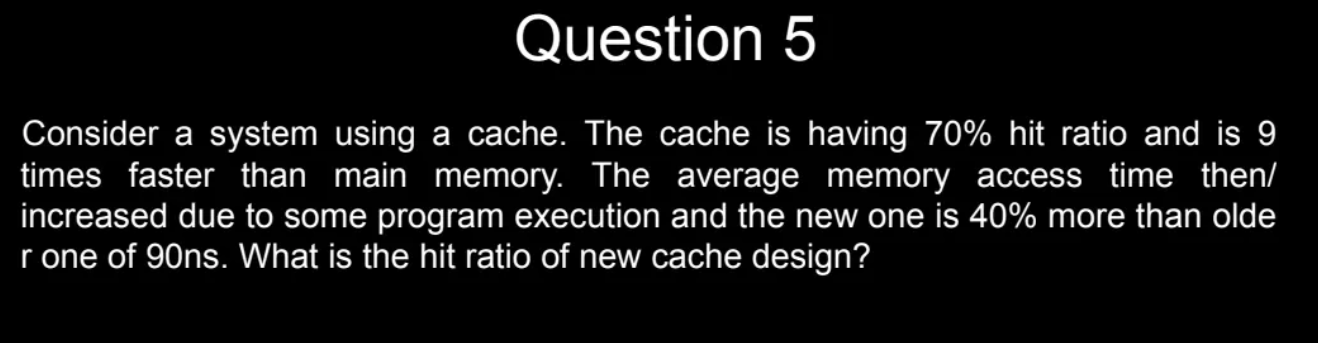 Question 5
Consider a system using a cache. The cache is having 70% hit ratio and is 9
times faster than main memory. The average memory access time then/
increased due to some program execution and the new one is 40% more than olde
r one of 90ns. What is the hit ratio of new cache design?